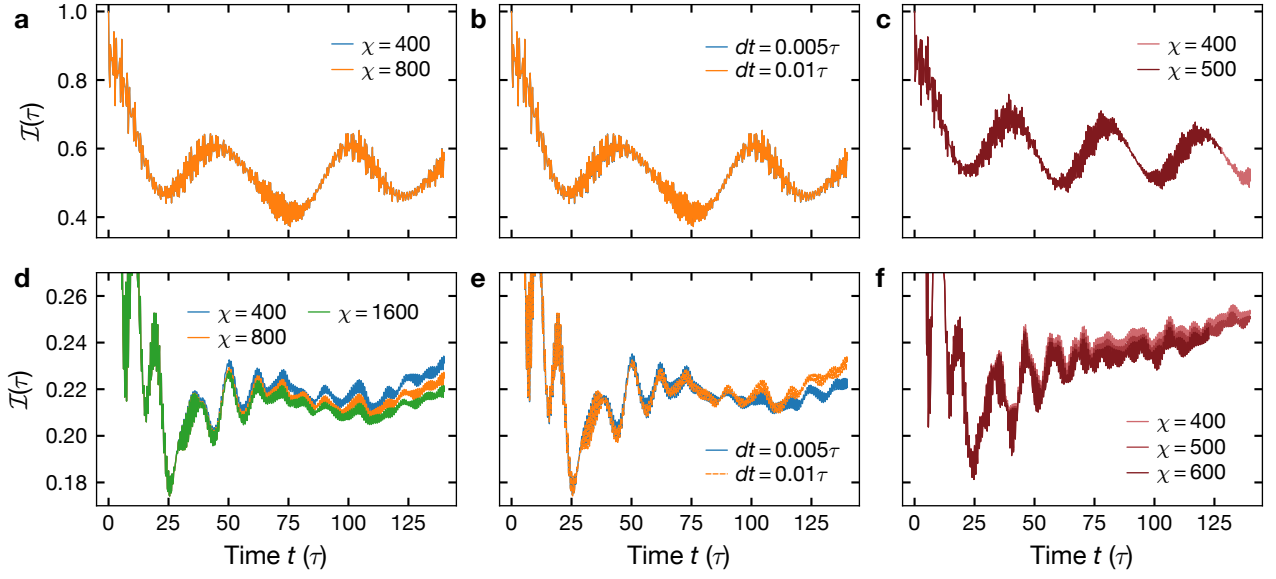 a
b
c
1.0
0.8
0.6
0.4
ℐ(τ)
χ = 400
χ = 800
dt = 0.005τ
dt = 0.01τ
χ = 400
χ = 500
d
e
f
0.26
0.24
0.22
0.20
0.18
ℐ(τ)
χ = 400 χ = 1600
χ = 800
dt = 0.005τ
dt = 0.01τ
χ = 400
χ = 500
χ = 600
0 25 50 75 100 125
0 25 50 75 100 125
0 25 50 75 100 125
Time t (τ)
Time t (τ)
Time t (τ)